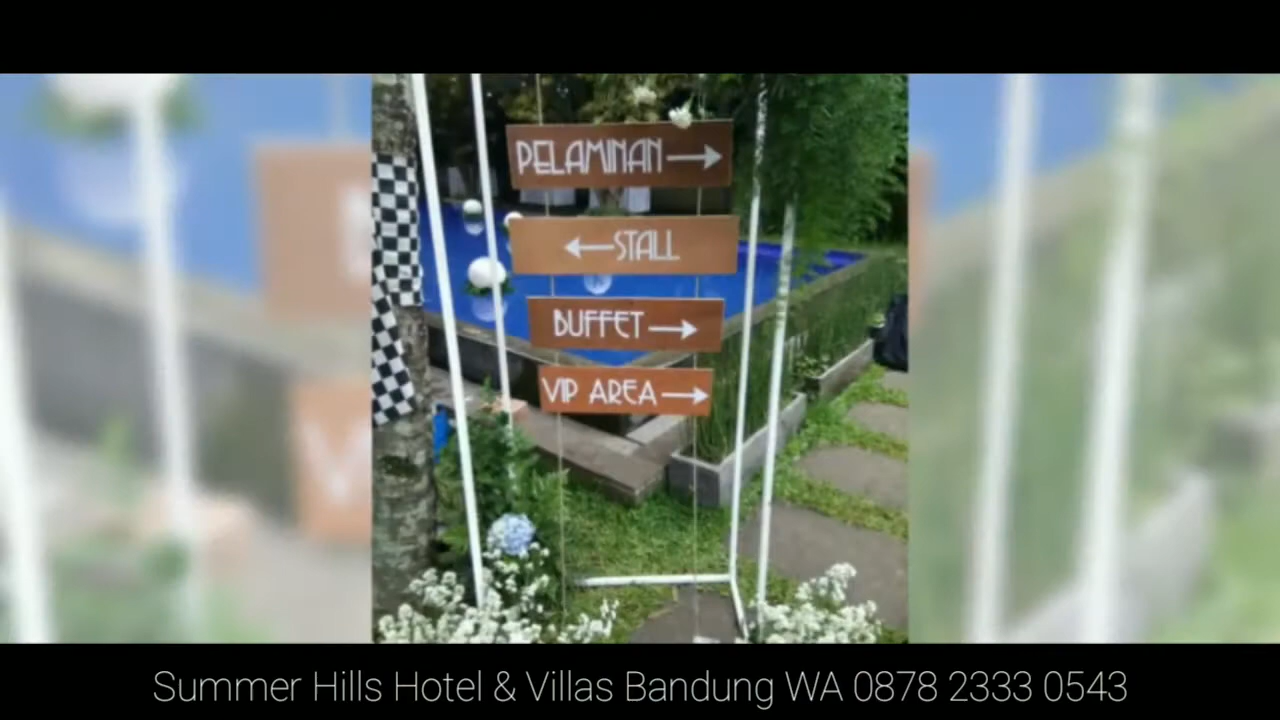 PELAMINAN →
← STALL
BUFFET →
VIP AREA →
Summer Hills Hotel & Villas Bandung WA 0878 2333 0543